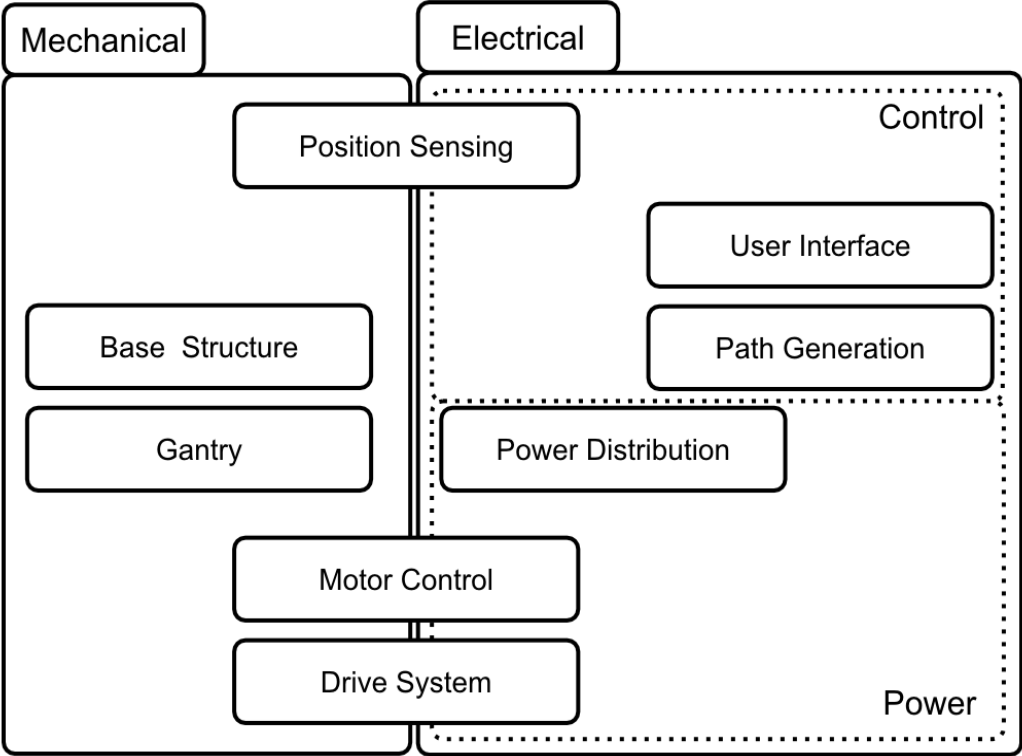 Mechanical
Electrical
Control
Position Sensing
User Interface
Base  Structure
Path Generation
Gantry
Power Distribution
Motor Control
Drive System
Power